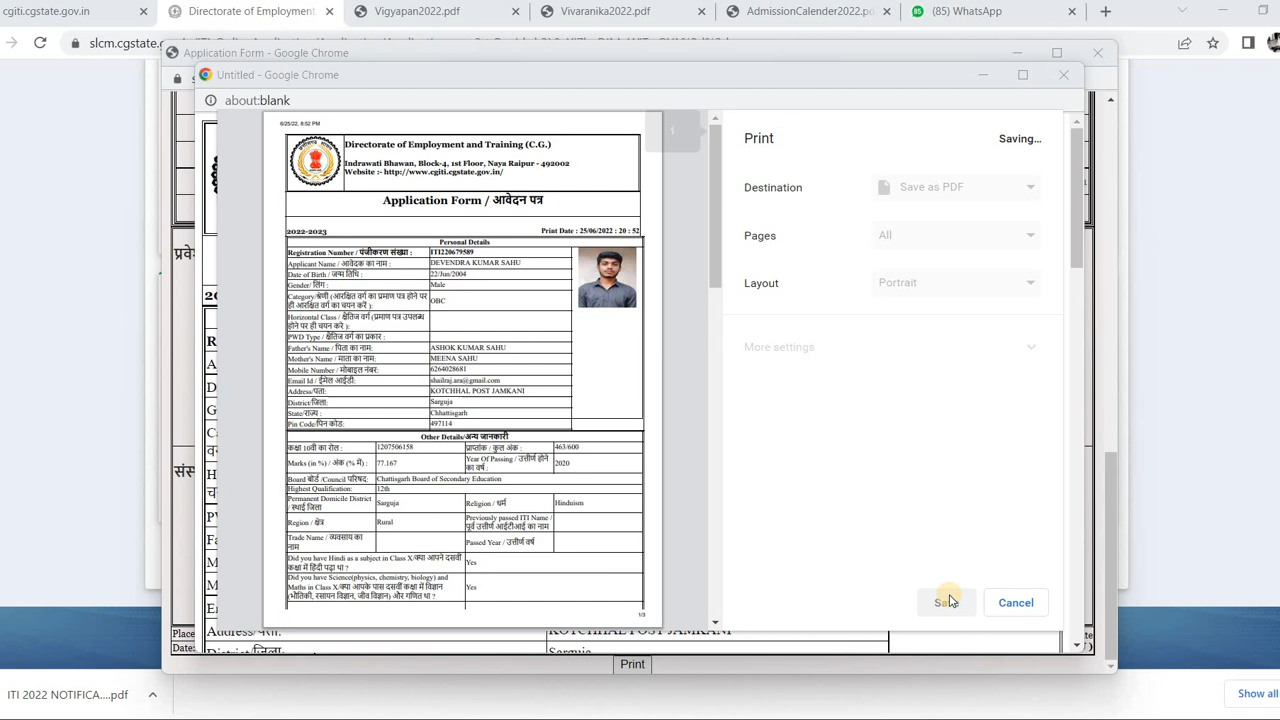 cgiti.cgstate.gov.in
Directorate of Employment
Vigyapan2022.pdf
Vivaranika2022.pdf
AdmissionCalender2022.pdf
(85) WhatsApp
slcm.cgstate.g
Application Form - Google Chrome
Untitled - Google Chrome
about:blank
6/25/22, 8:52 PM
Directorate of Employment and Training (C.G.)
Indrawati Bhawan, Block-4, 1st Floor, Naya Raipur - 492002
Website :- http://www.cgiti.cgstate.gov.in/
Application Form / आवेदन पत्र
2022-2023 Print Date : 25/06/2022 : 20 : 52
Personal Details
Registration Number / पंजीकरण संख्या : ITI220679589
Applicant Name / आवेदक का नाम : DEVENDRA KUMAR SAHU
Date of Birth / जन्म तिथि : 22/Jun/2004
Gender/ लिंग : Male
Category/श्रेणी (आरक्षित वर्ग का प्रमाण पत्र होने पर
ही आरक्षित वर्ग का चयन करें ): OBC
Horizontal Class / क्षैतिज वर्ग (प्रमाण पत्र उपलब्ध
होने पर ही चयन करे ):
PWD Type / क्षैतिज वर्ग का प्रकार :
Father's Name / पिता का नाम: ASHOK KUMAR SAHU
Mother's Name / माता का नाम: MEENA SAHU
Mobile Number / मोबाइल नंबर: 6264028681
Email Id / ईमेल आईडी: shailraj.ara@gmail.com
Address/पता: KOTCHHAL POST JAMKANI
District/जिला: Sarguja
State/राज्य : Chhattisgarh
Pin Code/पिन कोड: 497114
Other Details/अन्य जानकारी
कक्षा 10वी का रोल : 1207506158 प्राप्तांक / कुल अंक : 463/600
Marks (in %) / अंक (% में) : 77.167 Year Of Passing / उत्तीर्ण होने
का वर्ष : 2020
Board बोर्ड /Council परिषद: Chattisgarh Board of Secondary Education
Highest Qualification: 12th
Permanent Domicile District
/ स्थाई जिला Sarguja Religion / धर्म Hinduism
Region / क्षेत्र Rural Previously passed ITI Name /
पूर्व उत्तीर्ण आईटीआई का नाम
Trade Name / व्यवसाय का
नाम Passed Year / उत्तीर्ण वर्ष
Did you have Hindi as a subject in Class X/क्या आपने दसवीं
कक्षा में हिंदी पढ़ा था ? Yes
Did you have Science(physics, chemistry, biology) and
Maths in Class X/क्या आपके पास दसवीं कक्षा में विज्ञान
(भौतिकी, रसायन विज्ञान, जीव विज्ञान) और गणित था ? Yes
1/3
1
Print
Saving...
Destination
Save as PDF
Pages
All
Layout
Portrait
More settings
Cancel
Address/पता:
KOTCHHAL POST JAMKANI
Place
Date:
Print
ITI 2022 NOTIFICA....pdf
Show all